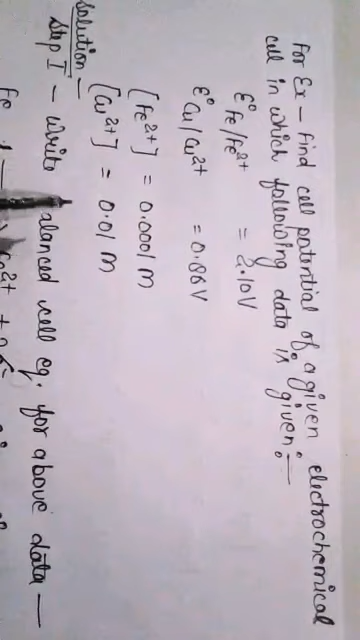 For Ex - find cell potential of a given electrochemical
cell in which following data is given:-
E° Fe/Fe²⁺ = 2.10V
E° Cu/Cu²⁺ = 0.86V
[Fe²⁺] = 0.0001 M
[Cu²⁺] = 0.01 M
Solution -
Step I - write alanced cell eq. for above data —